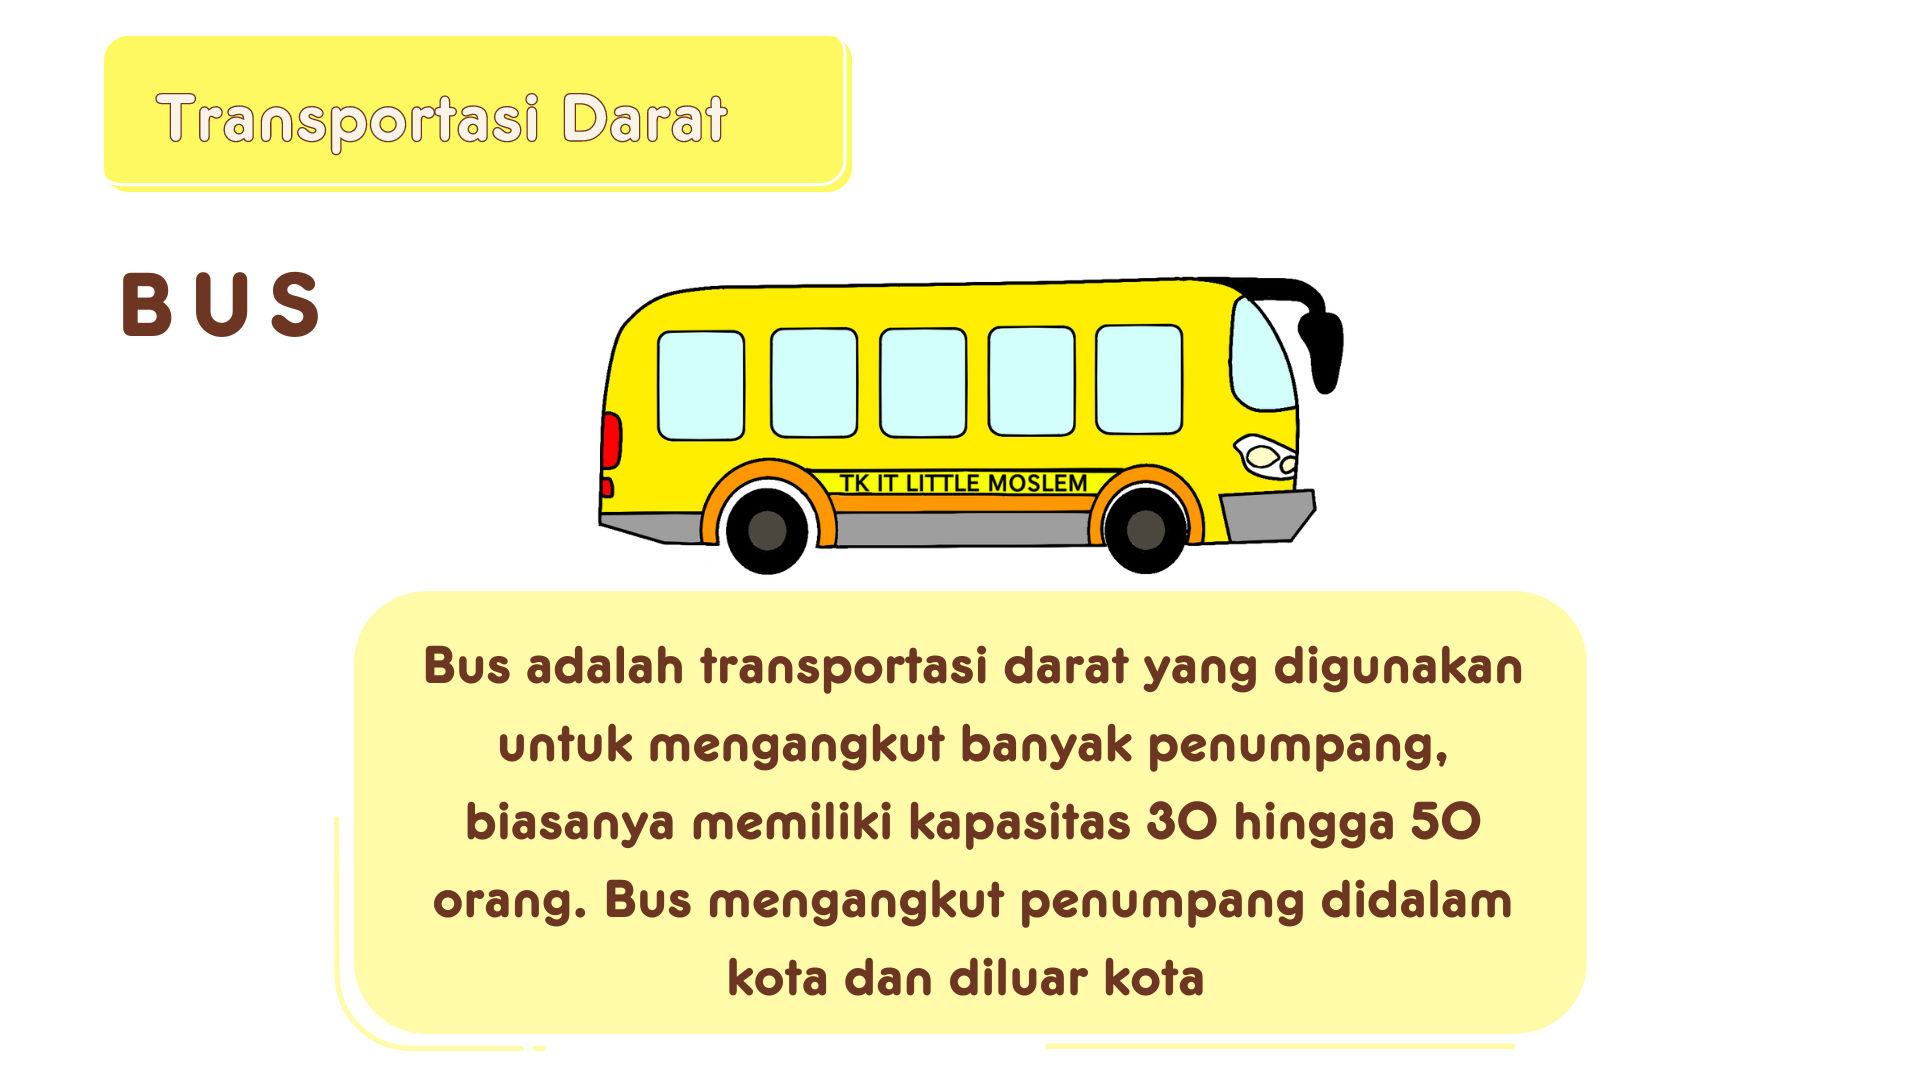 Transportasi Darat
BUS
TK IT LITTLE MOSLEM
Bus adalah transportasi darat yang digunakan
untuk mengangkut banyak penumpang,
biasanya memiliki kapasitas 30 hingga 50
orang. Bus mengangkut penumpang didalam
kota dan diluar kota